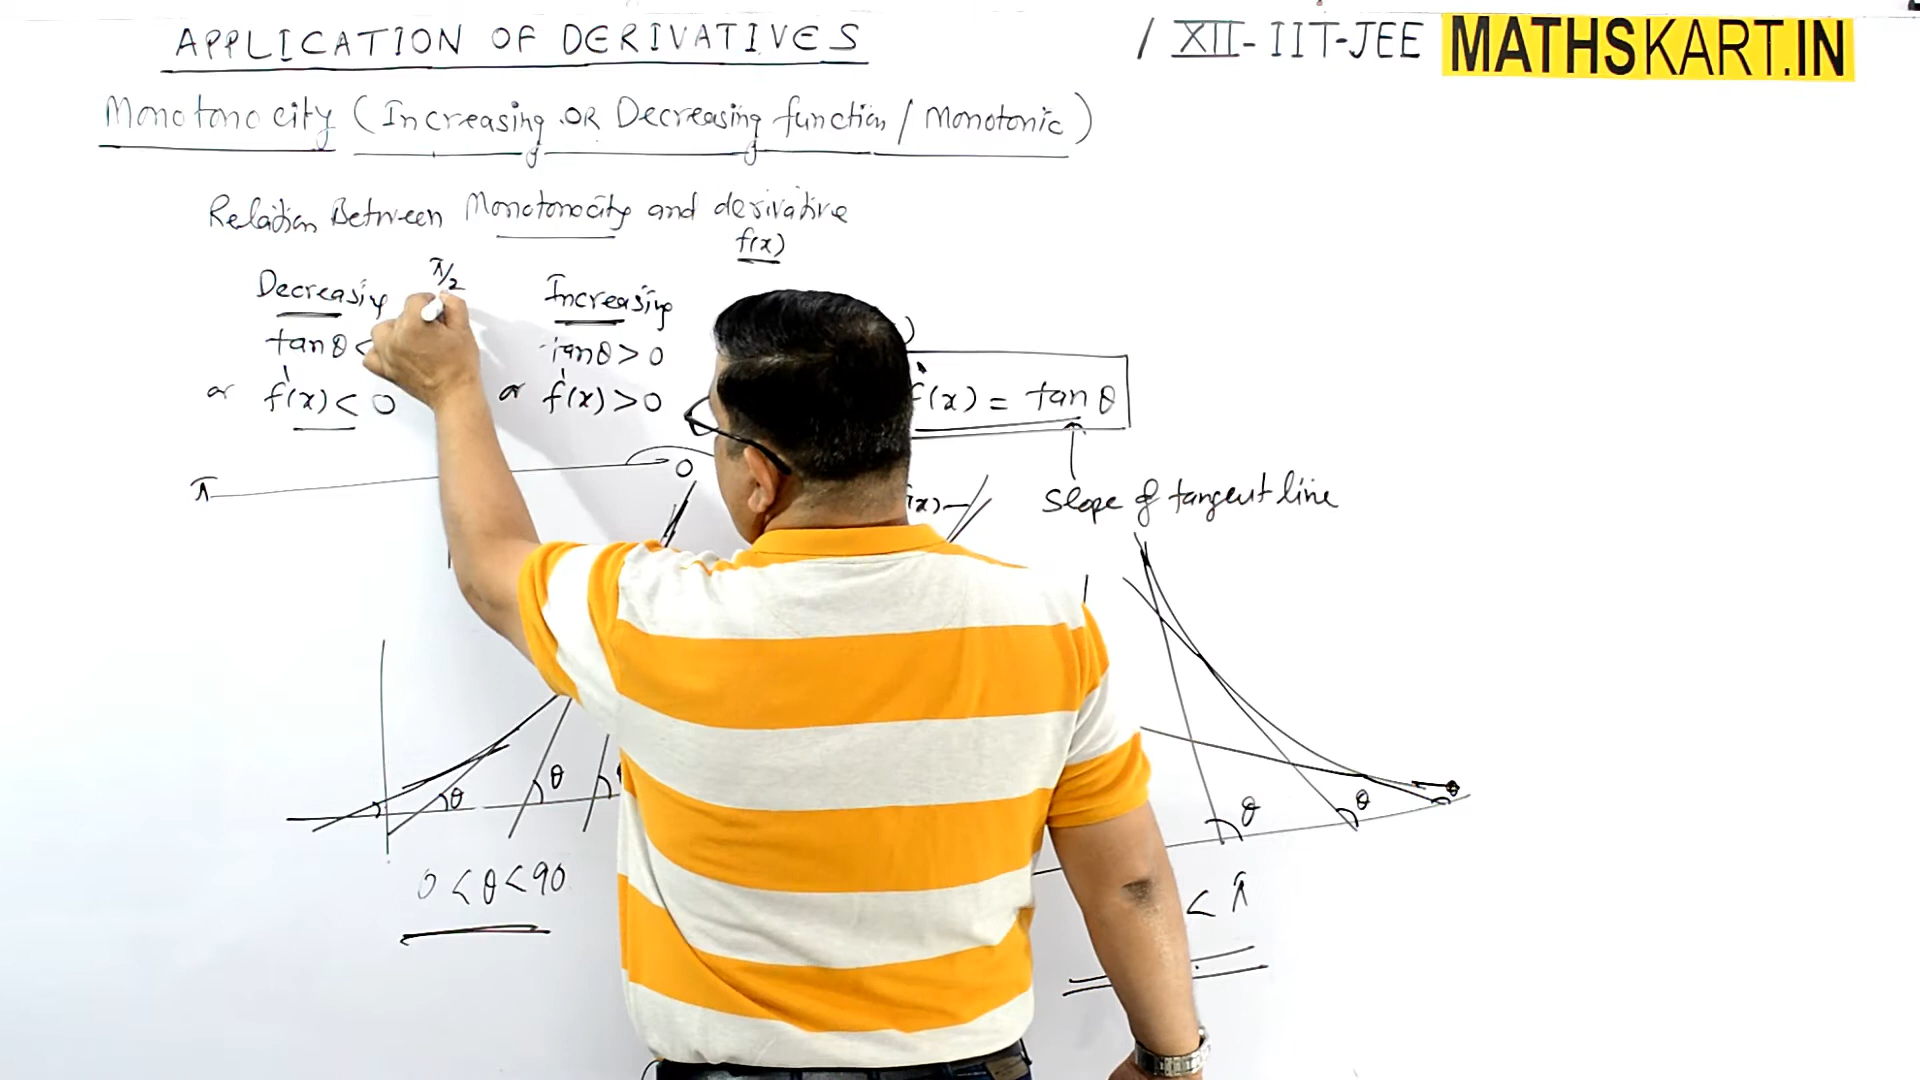 APPLICATION OF DERIVATIVES / XII - IIT-JEE MATHSKART.IN
Monotonocity (Increasing OR Decreasing function / Monotonic)
Relation Between Monotonocity and derivative
f(x)
π/2
Decreasing Increasing
tanθ < tanθ > 0
or f'(x) < 0 or f'(x) > 0 f'(x) = tanθ
π 0
Slope of tangent line
θ θ θ θ
0 < θ < 90 < π